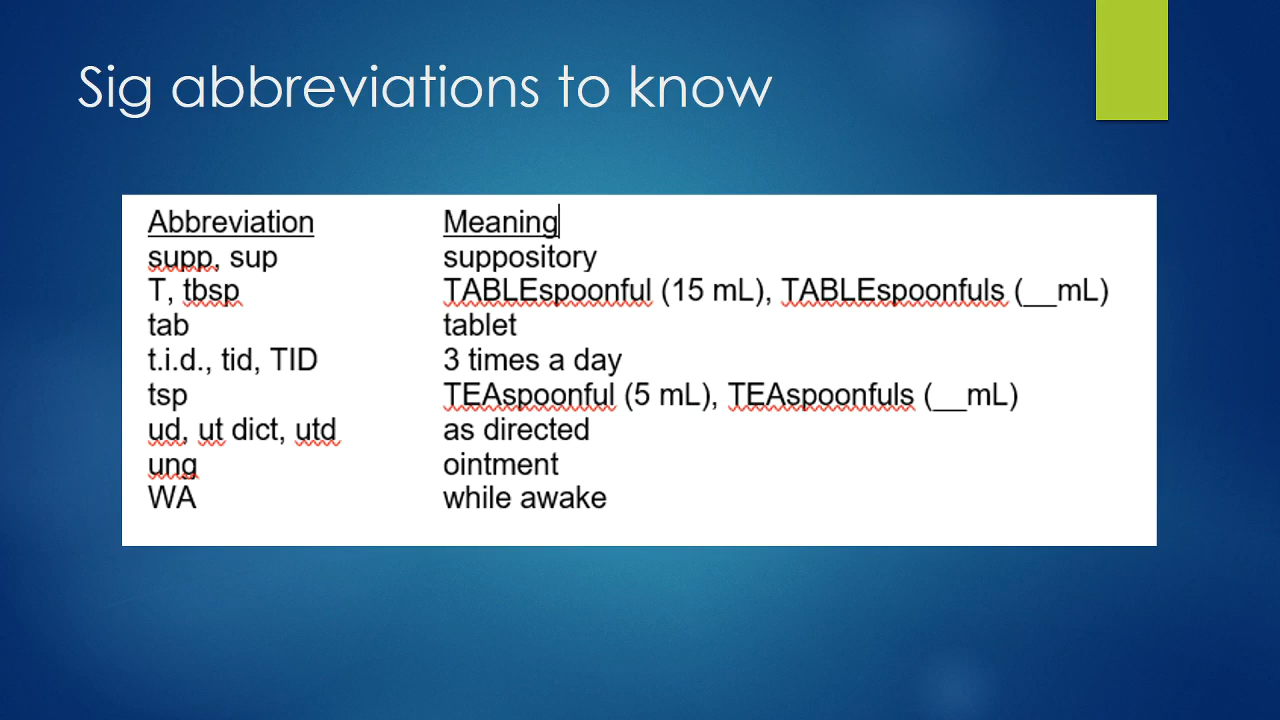 Sig abbreviations to know
Abbreviation Meaning
supp, sup suppository
T, tbsp TABLEspoonful (15 mL), TABLEspoonfuls (__mL)
tab tablet
t.i.d., tid, TID 3 times a day
tsp TEAspoonful (5 mL), TEAspoonfuls (__mL)
ud, ut dict, utd as directed
ung ointment
WA while awake